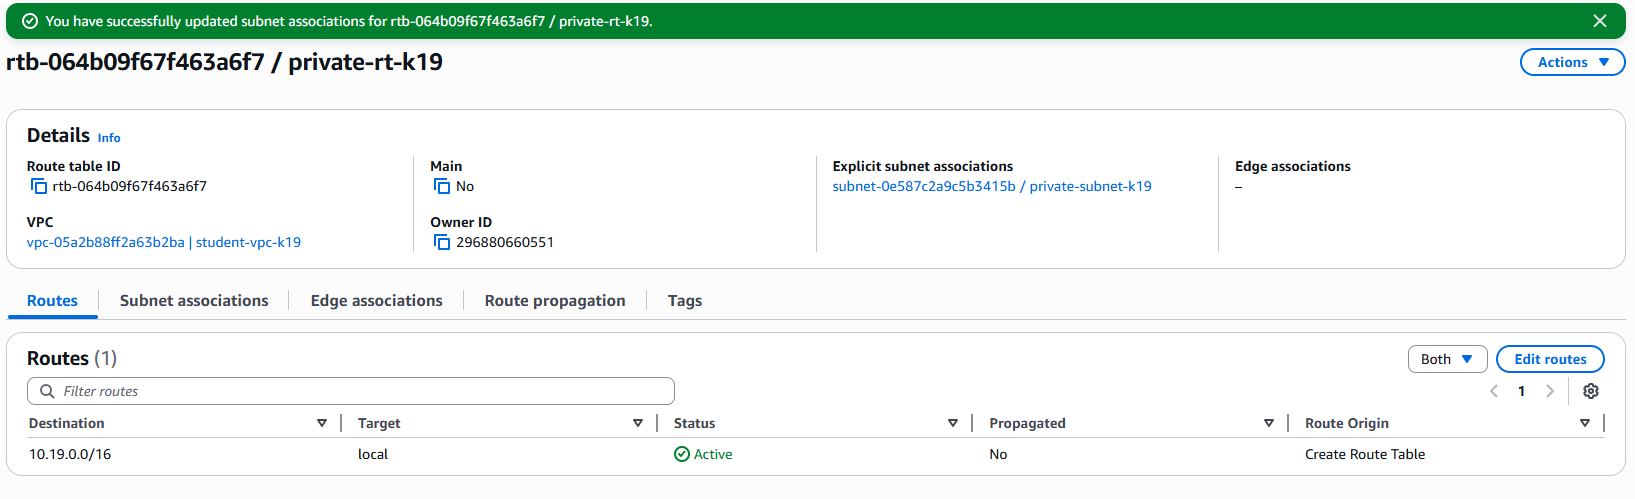 You have successfully updated subnet associations for rtb-064b09f67f463a6f7 / private-rt-k19.
rtb-064b09f67f463a6f7 / private-rt-k19
Actions
Details Info
Route table ID
rtb-064b09f67f463a6f7
Main
No
Explicit subnet associations
subnet-0e587c2a9c5b3415b / private-subnet-k19
Edge associations
–
VPC
vpc-05a2b88ff2a63b2ba | student-vpc-k19
Owner ID
296880660551
Routes Subnet associations Edge associations Route propagation Tags
Routes (1)
Both Edit routes
Filter routes
1
Destination Target Status Propagated Route Origin
10.19.0.0/16 local Active No Create Route Table